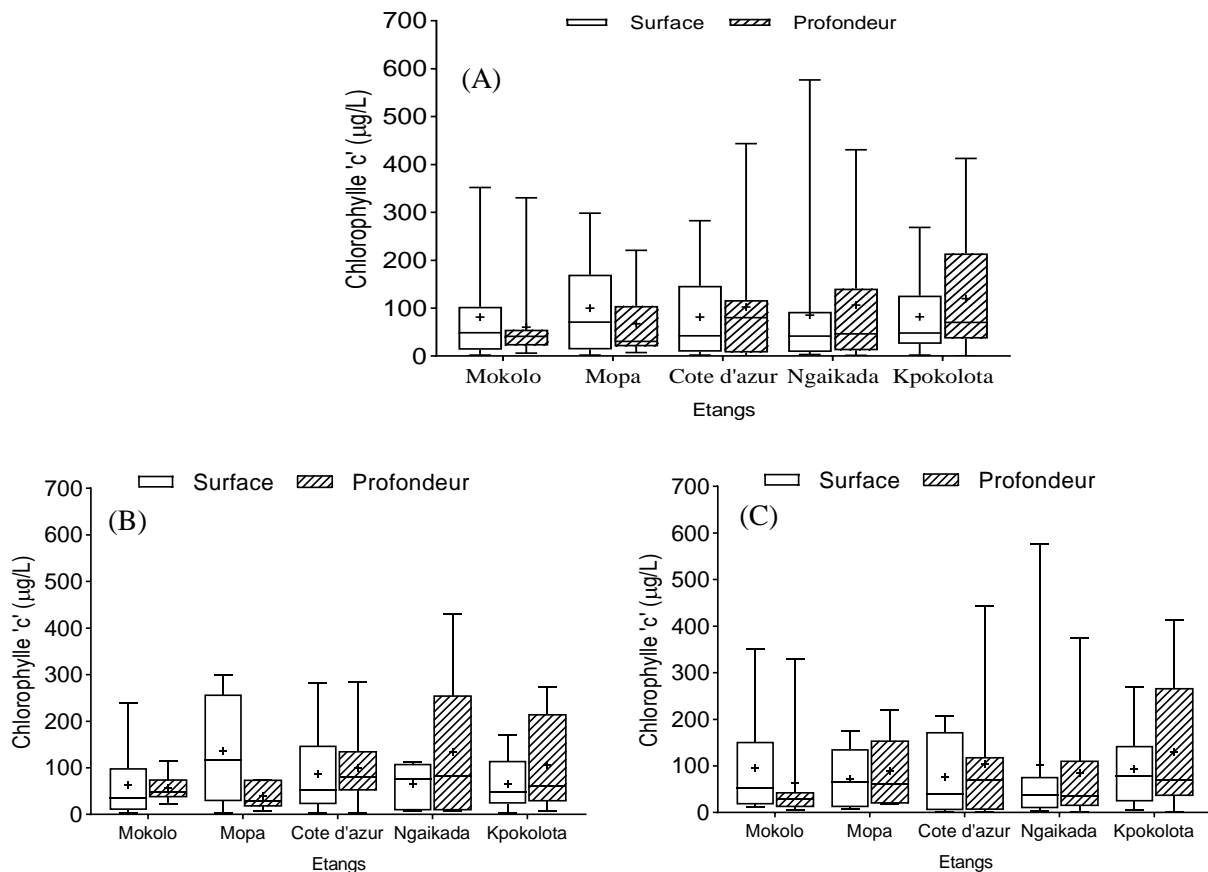 Surface Profondeur
(A)
Chlorophylle 'c' (µg/L)
700
600
500
400
300
200
100
0
Mokolo Mopa Cote d'azur Ngaikada Kpokolota
Etangs
Surface Profondeur
(B)
Chlorophylle 'c' (µg/L)
700
600
500
400
300
200
100
0
Mokolo Mopa Cote d'azur Ngaikada Kpokolota
Etangs
Surface Profondeur
(C)
Chlorophylle 'c' (µg/L)
700
600
500
400
300
200
100
0
Mokolo Mopa Cote d'azur Ngaikada Kpokolota
Etangs